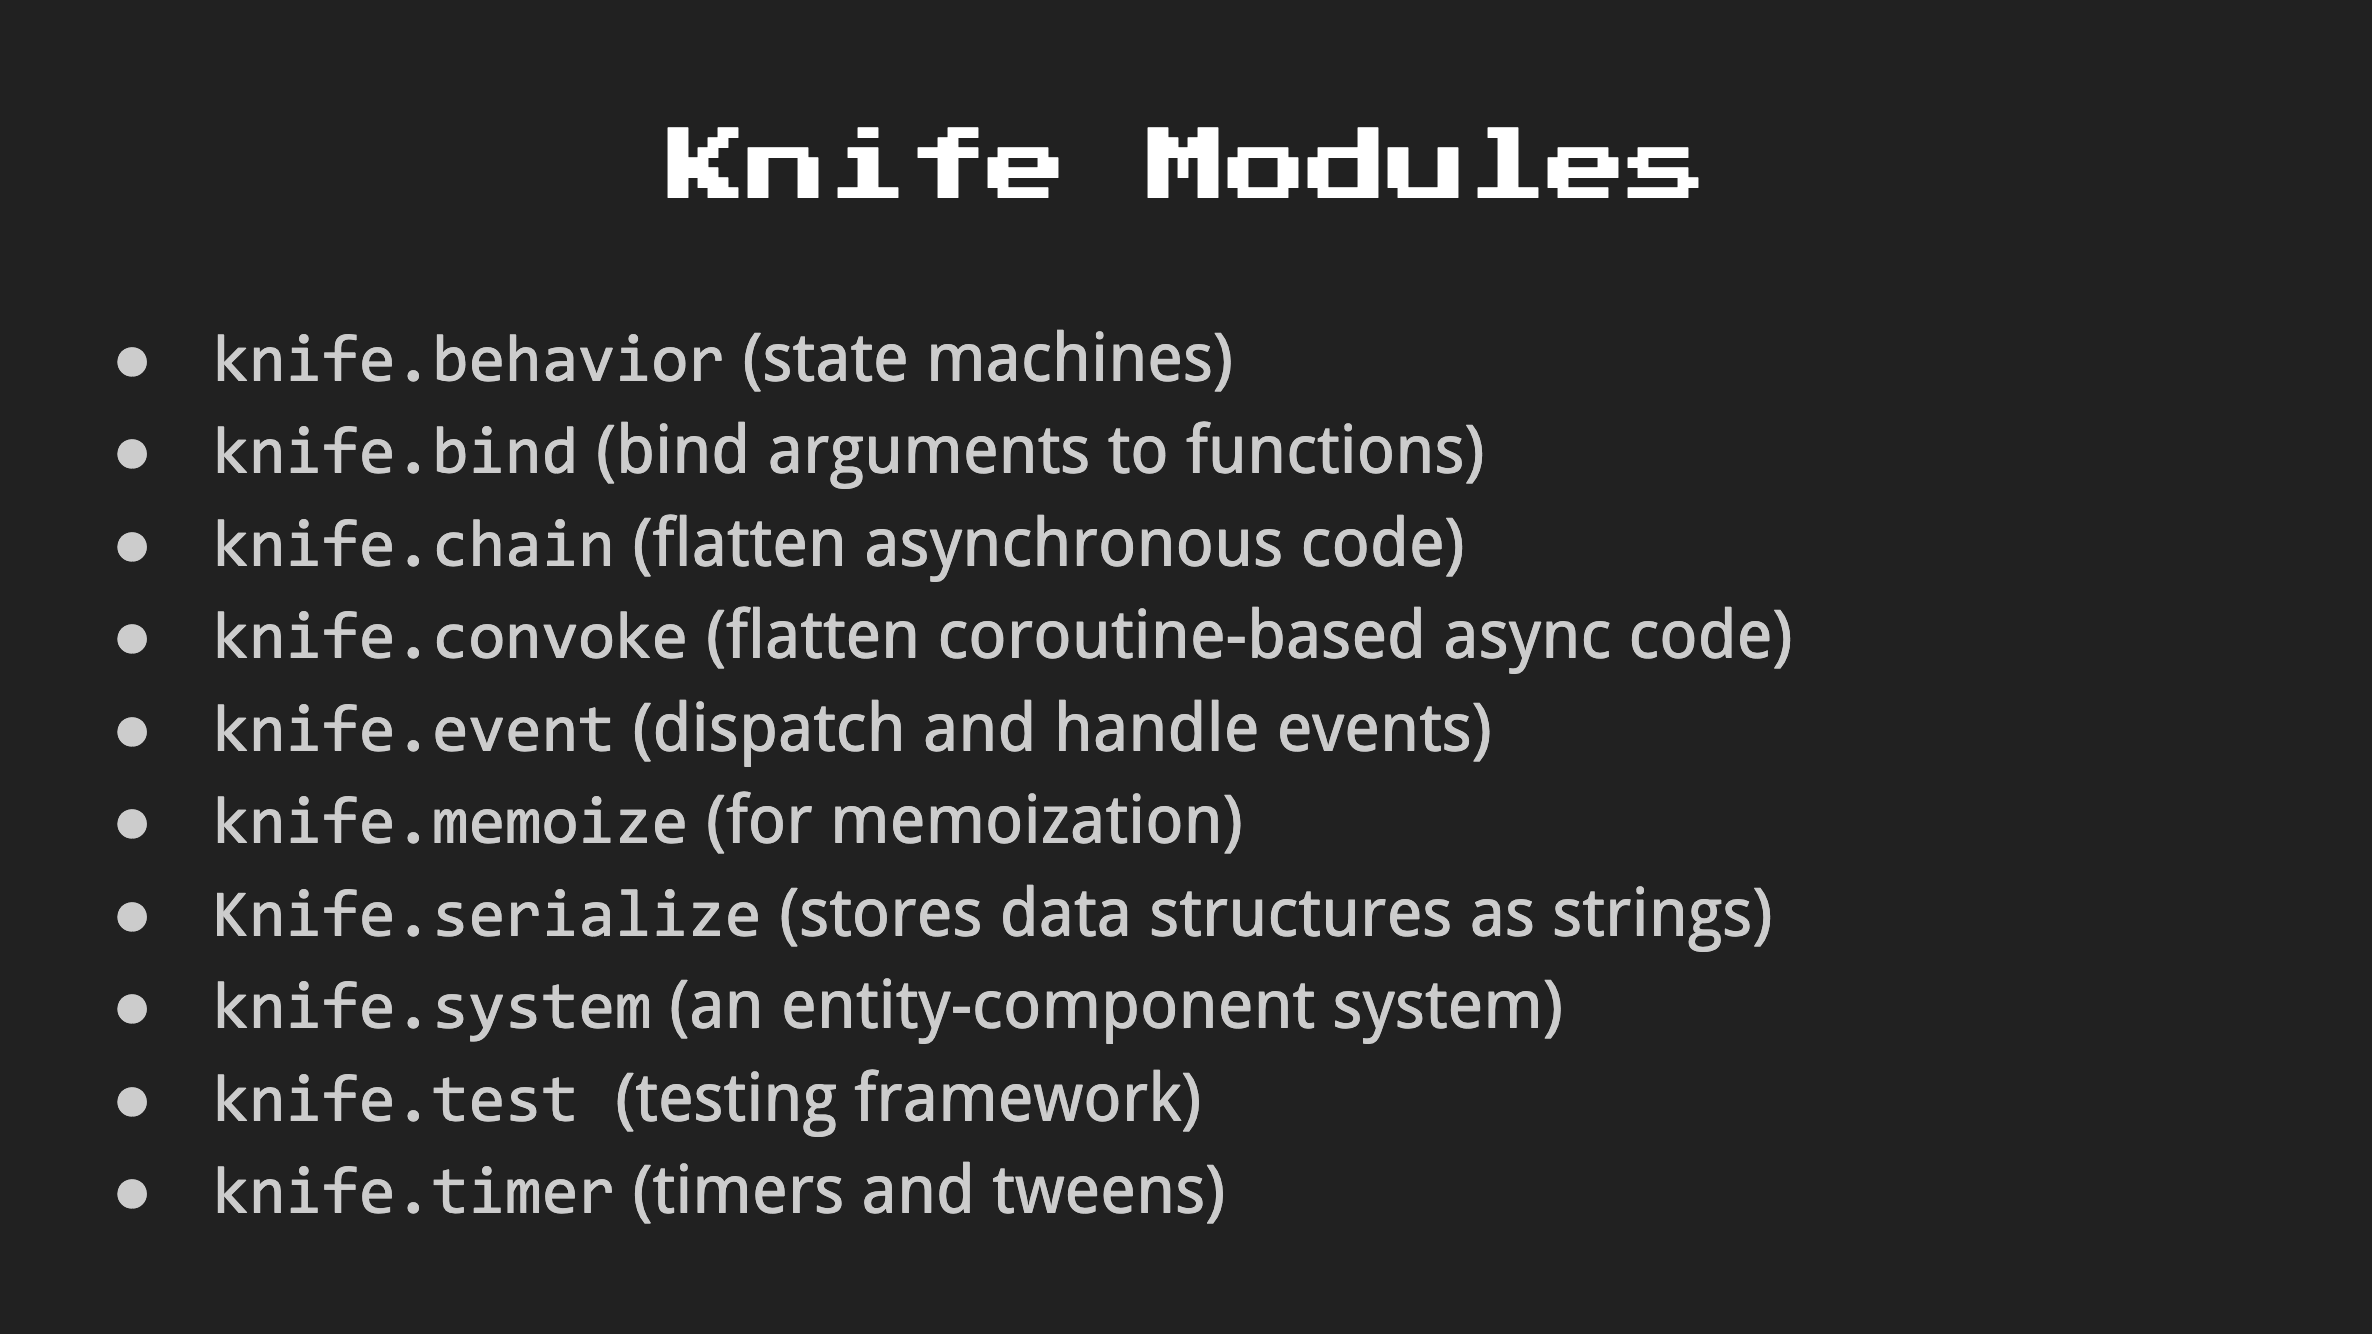 Knife Modules
● knife.behavior (state machines)
● knife.bind (bind arguments to functions)
● knife.chain (flatten asynchronous code)
● knife.convoke (flatten coroutine-based async code)
● knife.event (dispatch and handle events)
● knife.memoize (for memoization)
● Knife.serialize (stores data structures as strings)
● knife.system (an entity-component system)
● knife.test (testing framework)
● knife.timer (timers and tweens)